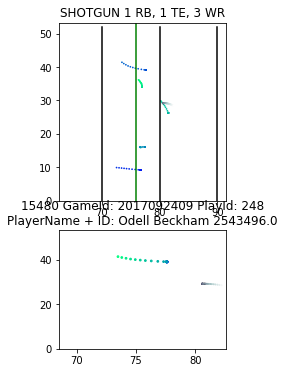 SHOTGUN 1 RB, 1 TE, 3 WR
50
40
30
20
10
0
70 80 90
15480 GameId: 2017092409 PlayId: 248
PlayerName + ID: Odell Beckham 2543496.0
40
20
0
70 75 80